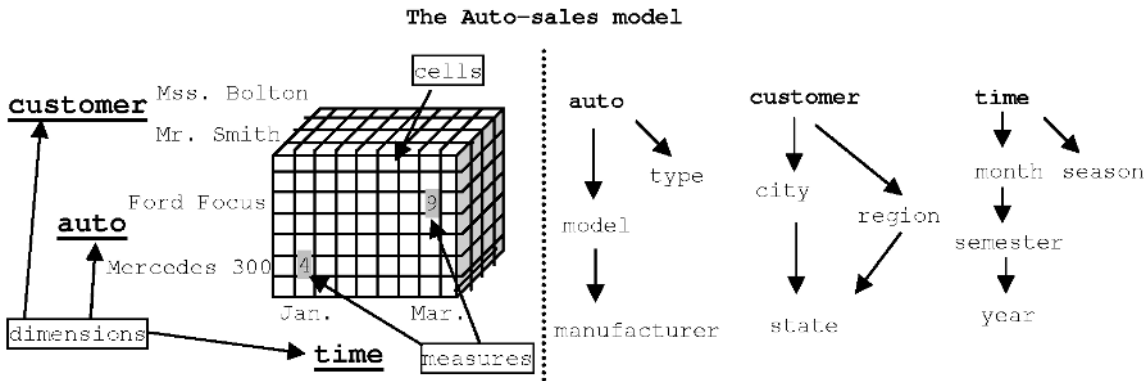 The Auto-sales model
cells
customer
Mss. Bolton
Mr. Smith
Ford Focus
9
auto
Mercedes 300
4
Jan.
Mar.
dimensions
time
measures
auto
customer
time
type
city
month
season
model
region
semester
manufacturer
state
year